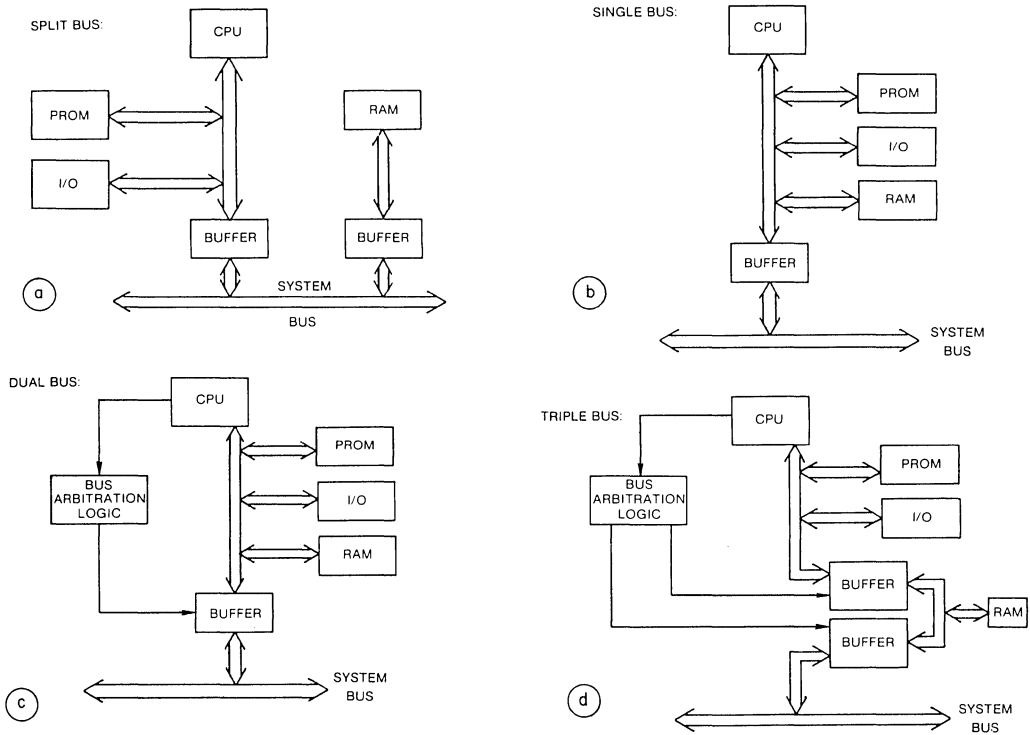 SPLIT BUS:
CPU
PROM
I/O
RAM
BUFFER
BUFFER
SYSTEM
BUS
a
SINGLE BUS:
CPU
PROM
I/O
RAM
BUFFER
SYSTEM
BUS
b
DUAL BUS:
CPU
BUS
ARBITRATION
LOGIC
PROM
I/O
RAM
BUFFER
SYSTEM
BUS
c
TRIPLE BUS:
CPU
BUS
ARBITRATION
LOGIC
PROM
I/O
BUFFER
BUFFER
RAM
SYSTEM
BUS
d